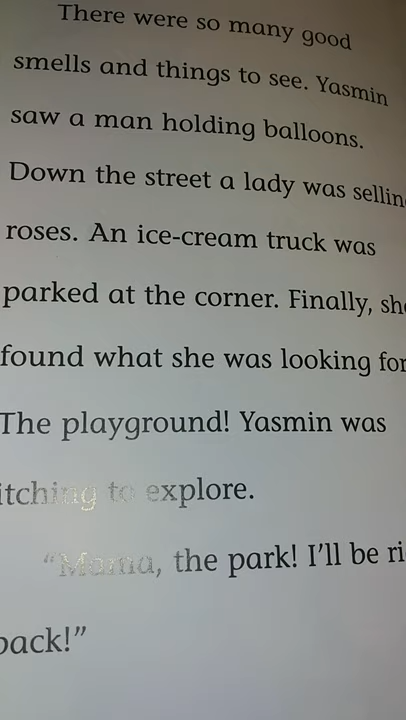 There were so many good
smells and things to see. Yasmin
saw a man holding balloons.
Down the street a lady was sellin
roses. An ice-cream truck was
parked at the corner. Finally, she
found what she was looking for
The playground! Yasmin was
itching to explore.
“Mama, the park! I’ll be ri
back!”